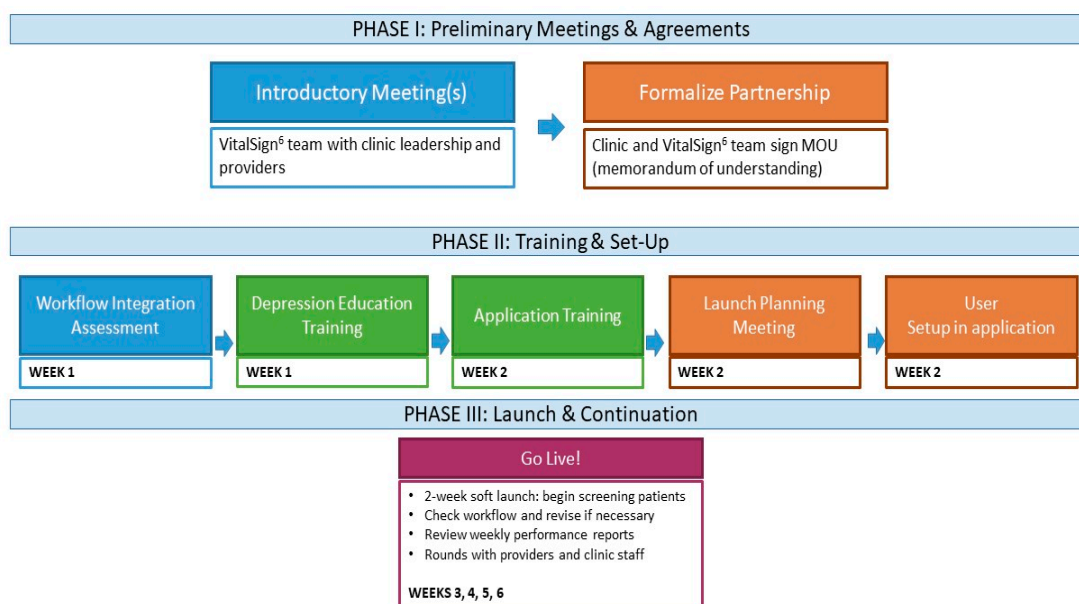 PHASE I: Preliminary Meetings & Agreements
Introductory Meeting(s)
VitalSign⁶ team with clinic leadership and
providers
Formalize Partnership
Clinic and VitalSign⁶ team sign MOU
(memorandum of understanding)
PHASE II: Training & Set-Up
Workflow Integration
Assessment
WEEK 1
Depression Education
Training
WEEK 1
Application Training
WEEK 2
Launch Planning
Meeting
WEEK 2
User
Setup in application
WEEK 2
PHASE III: Launch & Continuation
Go Live!
• 2-week soft launch: begin screening patients
• Check workflow and revise if necessary
• Review weekly performance reports
• Rounds with providers and clinic staff
WEEKS 3, 4, 5, 6